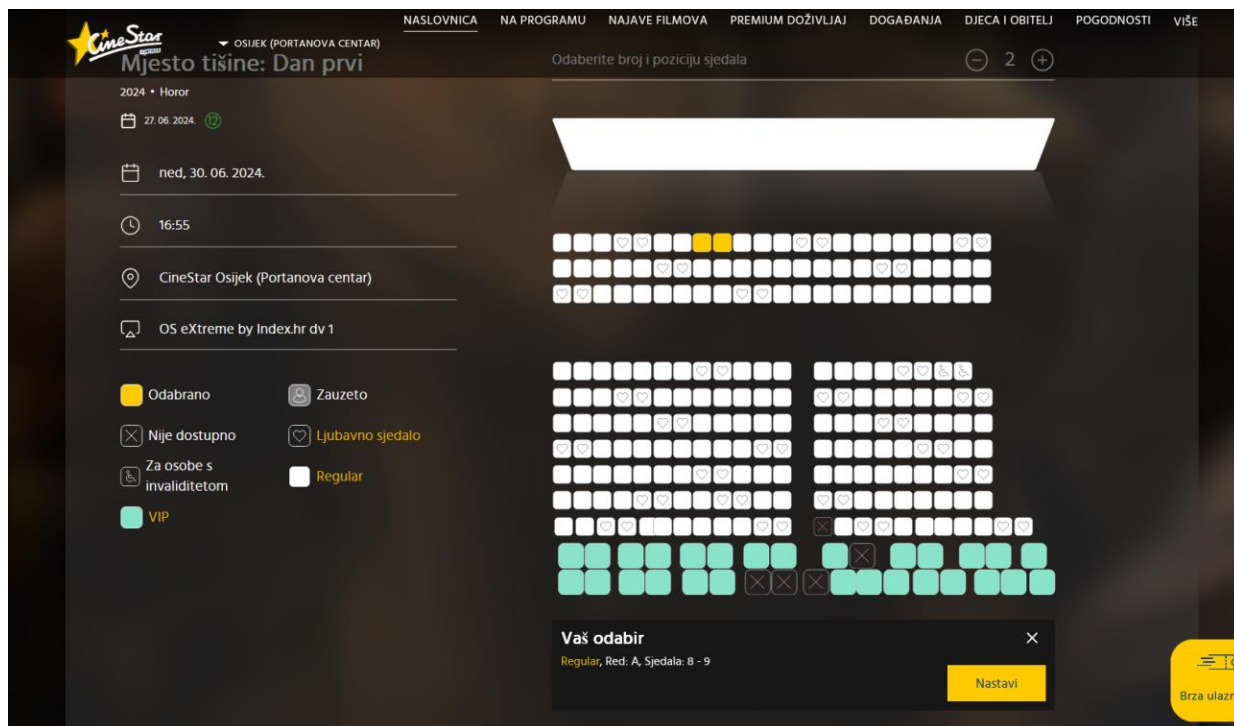 CineStar
NASLOVNICA NA PROGRAMU NAJAVE FILMOVA PREMIUM DOŽIVLJAJ DOGAĐANJA DJECA I OBITELJ POGODNOSTI VIŠE
OSIJEK (PORTANOVA CENTAR)
Mjesto tišine: Dan prvi
2024 • Horor
27. 06. 2024. 12
ned, 30. 06. 2024.
16:55
CineStar Osijek (Portanova centar)
OS eXtreme by Index.hr dv 1
Odabrano
Zauzeto
Nije dostupno
Ljubavno sjedalo
Za osobe s
invaliditetom
Regular
VIP
Odaberite broj i poziciju sjedala
2
Vaš odabir
Regular, Red: A, Sjedala: 8 - 9
Nastavi
Brza